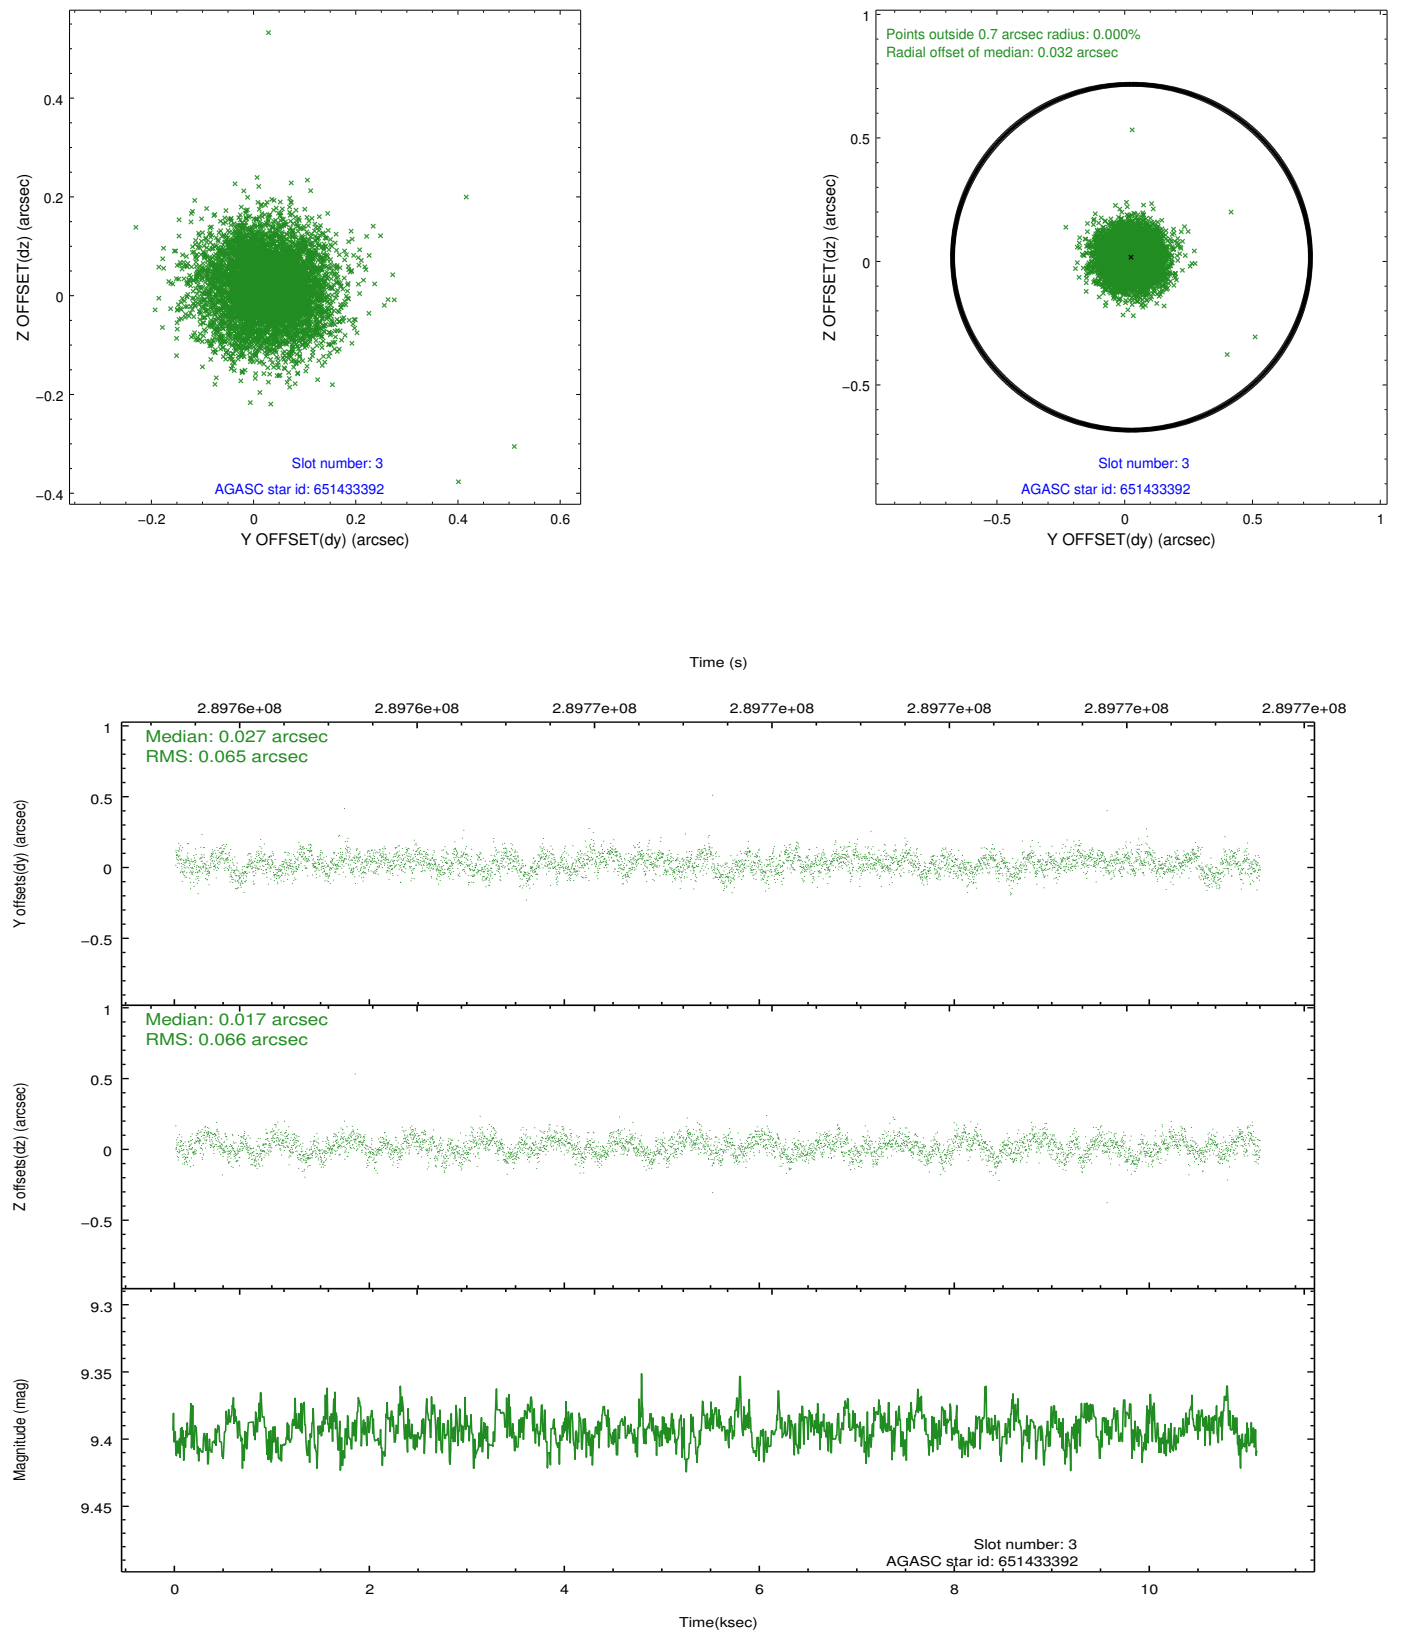 0.4
0.2
0
−0.2
−0.4
Z OFFSET(dz) (arcsec)
Slot number: 3
AGASC star id: 651433392
−0.2 0 0.2 0.4 0.6
Y OFFSET(dy) (arcsec)
Points outside 0.7 arcsec radius: 0.000%
Radial offset of median: 0.032 arcsec
1
0.5
0
−0.5
Z OFFSET(dz) (arcsec)
Slot number: 3
AGASC star id: 651433392
−0.5 0 0.5 1
Y OFFSET(dy) (arcsec)
Time (s)
2.8976e+08 2.8976e+08 2.8977e+08 2.8977e+08 2.8977e+08 2.8977e+08 2.8977e+08
Median: 0.027 arcsec
RMS: 0.065 arcsec
1
0.5
0
−0.5
Y offsets(dy) (arcsec)
Median: 0.017 arcsec
RMS: 0.066 arcsec
1
0.5
0
−0.5
Z offsets(dz) (arcsec)
9.3
9.35
9.4
9.45
Magnitude (mag)
Slot number: 3
AGASC star id: 651433392
0 2 4 6 8 10
Time(ksec)